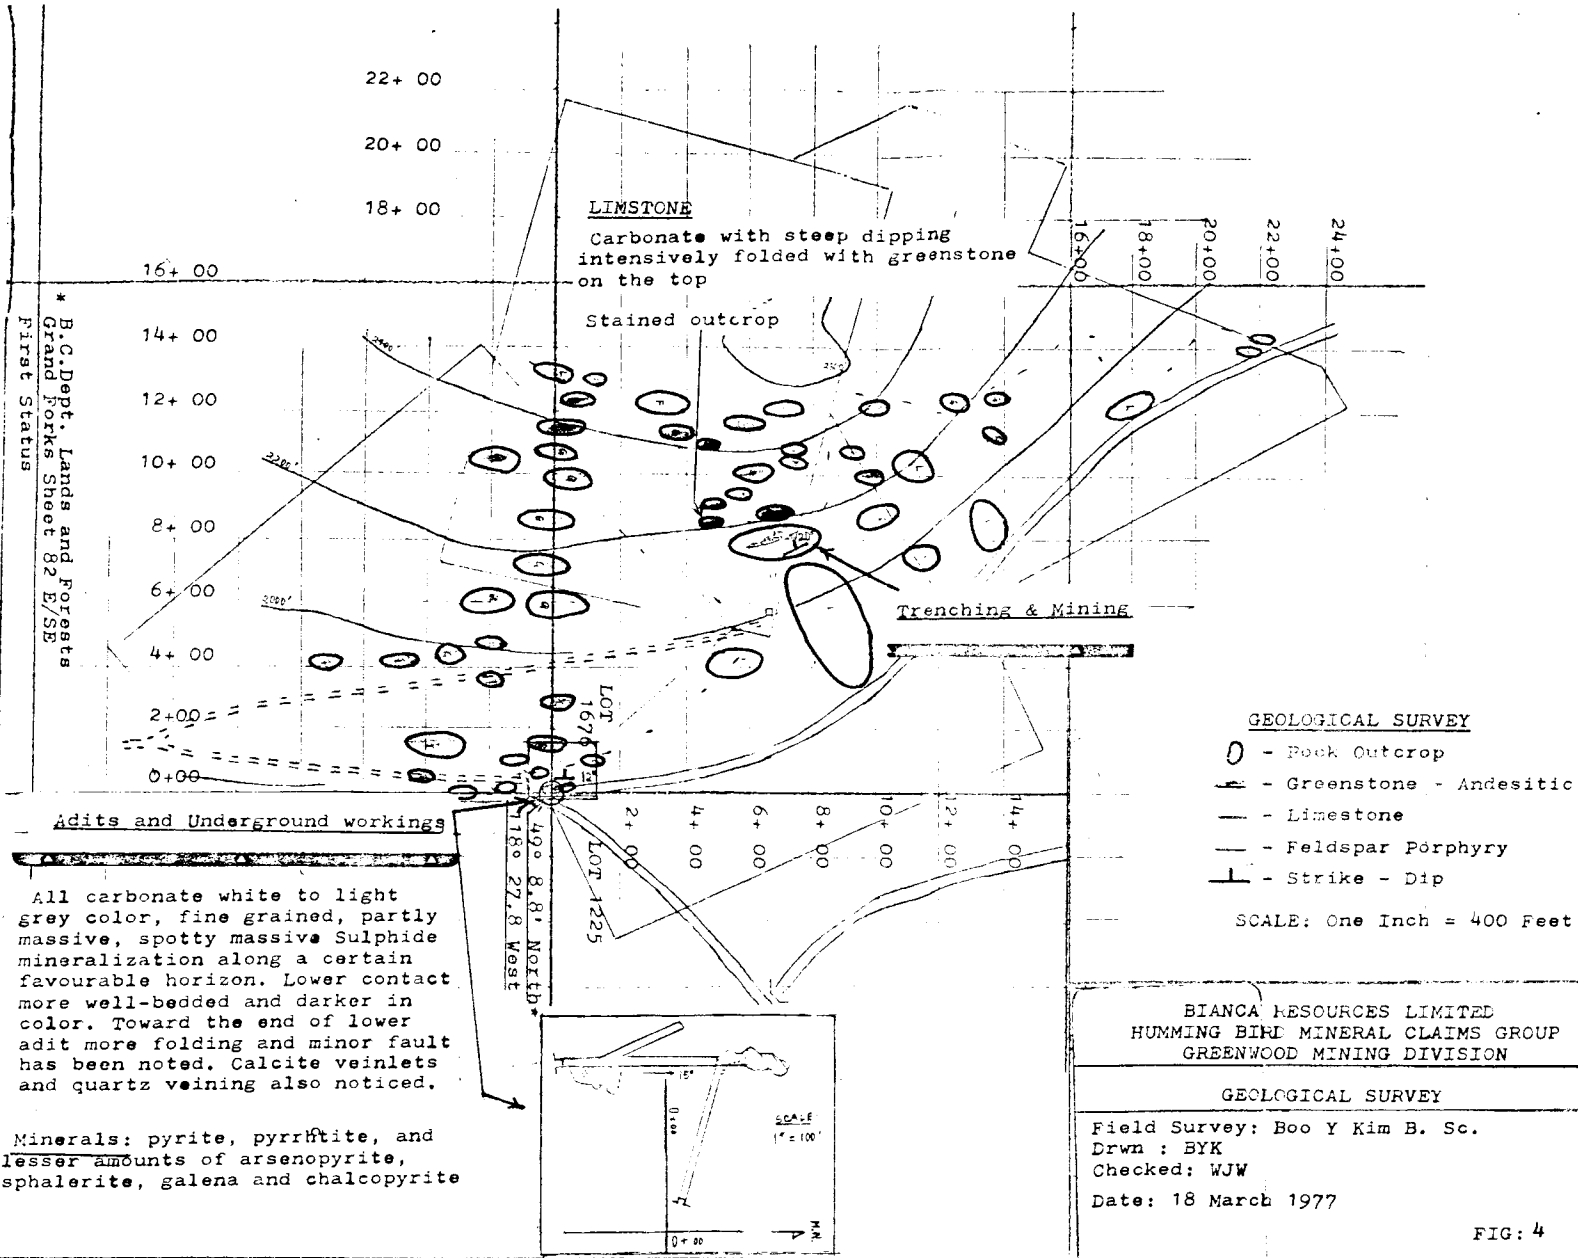 22+ 00
20+ 00
18+ 00
16+ 00
14+ 00
12+ 00
10+ 00
8+ 00
6+ 00
4+ 00
2+00
0+00
* B.C.Dept. Lands and Forests
Grand Forks Sheet 82 E/SE
First Status
LIMSTONE
Carbonate with steep dipping
intensively folded with greenstone
on the top
Stained outcrop
16+00
18+00
20+00
22+00
24+00
2200'
2000'
Trenching & Mining
LOT
1676
12°
LOT 1225
2+ 00
4+ 00
6+ 00
8+ 00
10+ 00
12+ 00
14+ 00
49° 8.8' North*
118° 27.8 West
Adits and Underground workings
All carbonate white to light
grey color, fine grained, partly
massive, spotty massive Sulphide
mineralization along a certain
favourable horizon. Lower contact
more well-bedded and darker in
color. Toward the end of lower
adit more folding and minor fault
has been noted. Calcite veinlets
and quartz veining also noticed.
Minerals: pyrite, pyrrhtite, and
lesser amounts of arsenopyrite,
sphalerite, galena and chalcopyrite
15°
0+00
SCALE
1" = 100'
0+00
M.N.
GEOLOGICAL SURVEY
- Rock Outcrop
- Greenstone - Andesitic
- Limestone
- Feldspar Porphyry
- Strike - Dip
SCALE: One Inch = 400 Feet
BIANCA RESOURCES LIMITED
HUMMING BIRD MINERAL CLAIMS GROUP
GREENWOOD MINING DIVISION
GEOLOGICAL SURVEY
Field Survey: Boo Y Kim B. Sc.
Drwn : BYK
Checked: WJW
Date: 18 March 1977
FIG: 4